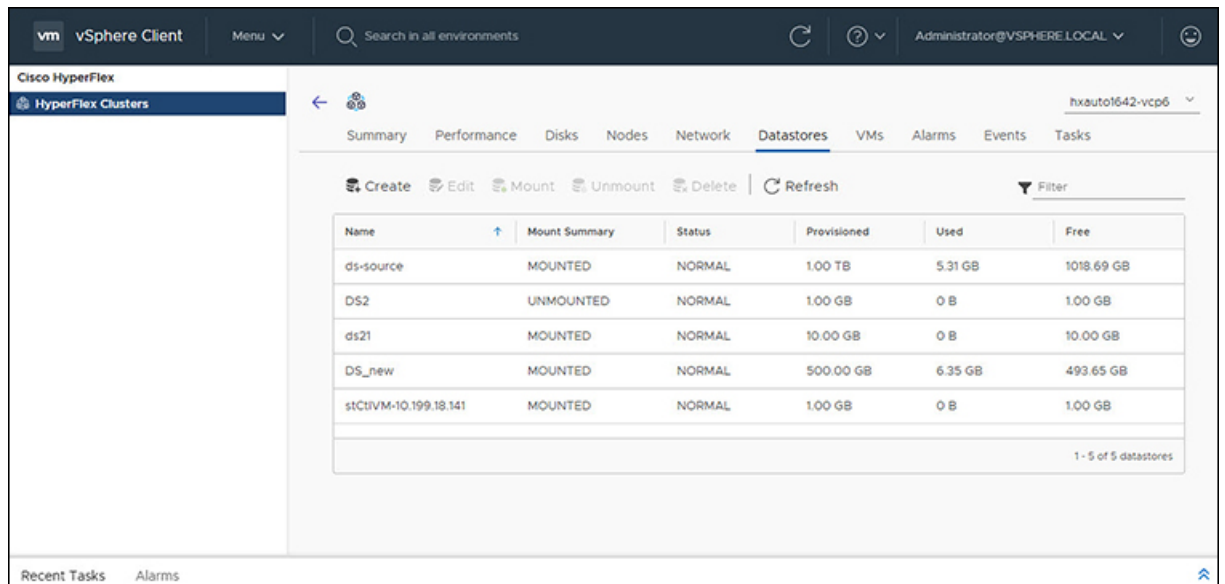 vm vSphere Client Menu Search in all environments Administrator@VSPHERE.LOCAL
Cisco HyperFlex
HyperFlex Clusters
hxauto1642-vcp6
Summary Performance Disks Nodes Network Datastores VMs Alarms Events Tasks
Create Edit Mount Unmount Delete Refresh Filter
Name Mount Summary Status Provisioned Used Free
ds-source MOUNTED NORMAL 1.00 TB 5.31 GB 1018.69 GB
DS2 UNMOUNTED NORMAL 1.00 GB 0 B 1.00 GB
ds21 MOUNTED NORMAL 10.00 GB 0 B 10.00 GB
DS_new MOUNTED NORMAL 500.00 GB 6.35 GB 493.65 GB
stCtlVM-10.199.18.141 MOUNTED NORMAL 1.00 GB 0 B 1.00 GB
1 - 5 of 5 datastores
Recent Tasks Alarms